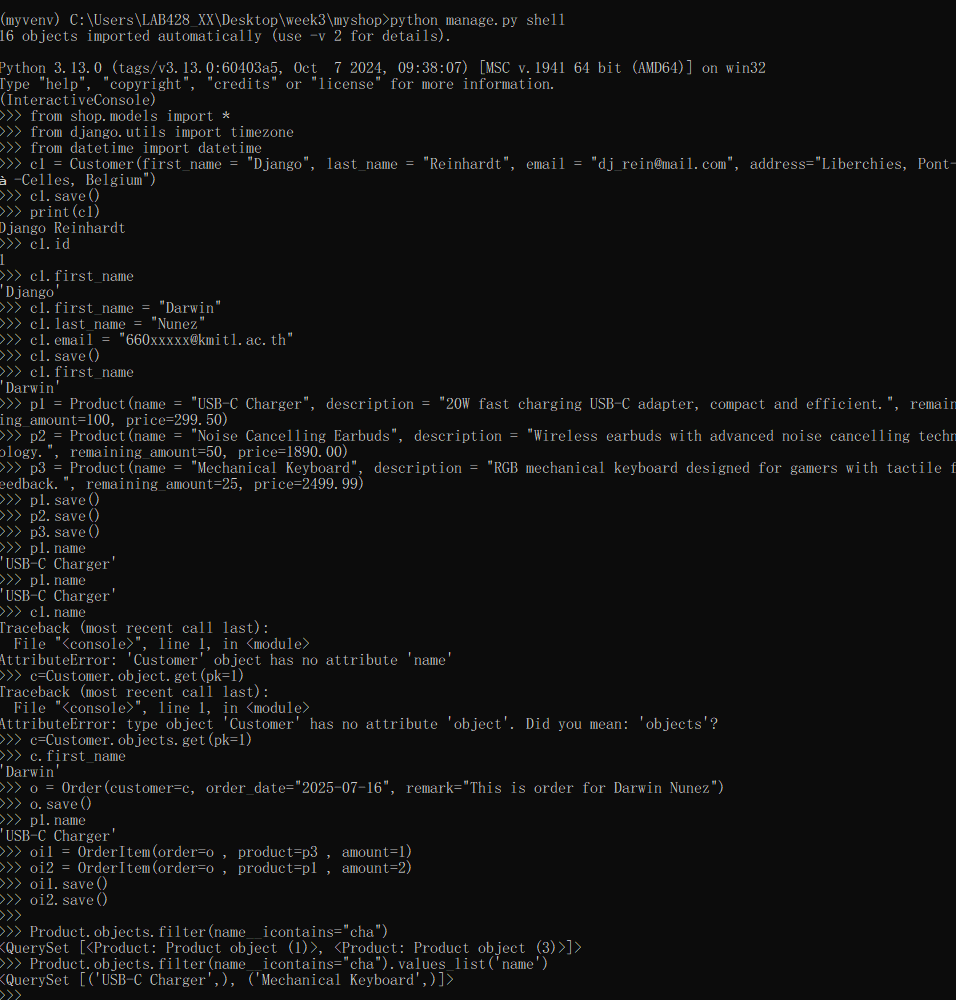 (myvenv) C:\Users\LAB428_XX\Desktop\week3\myshop>python manage.py shell
16 objects imported automatically (use -v 2 for details).
Python 3.13.0 (tags/v3.13.0:60403a5, Oct  7 2024, 09:38:07) [MSC v.1941 64 bit (AMD64)] on win32
Type "help", "copyright", "credits" or "license" for more information.
(InteractiveConsole)
>>> from shop.models import *
>>> from django.utils import timezone
>>> from datetime import datetime
>>> c1 = Customer(first_name = "Django", last_name = "Reinhardt", email = "dj_rein@mail.com", address="Liberchies, Pont-
à -Celles, Belgium")
>>> c1.save()
>>> print(c1)
Django Reinhardt
>>> c1.id
1
>>> c1.first_name
'Django'
>>> c1.first_name = "Darwin"
>>> c1.last_name = "Nunez"
>>> c1.email = "660xxxxx@kmitl.ac.th"
>>> c1.save()
>>> c1.first_name
'Darwin'
>>> p1 = Product(name = "USB-C Charger", description = "20W fast charging USB-C adapter, compact and efficient.", remain
ing_amount=100, price=299.50)
>>> p2 = Product(name = "Noise Cancelling Earbuds", description = "Wireless earbuds with advanced noise cancelling techn
ology.", remaining_amount=50, price=1890.00)
>>> p3 = Product(name = "Mechanical Keyboard", description = "RGB mechanical keyboard designed for gamers with tactile f
eedback.", remaining_amount=25, price=2499.99)
>>> p1.save()
>>> p2.save()
>>> p3.save()
>>> p1.name
'USB-C Charger'
>>> p1.name
'USB-C Charger'
>>> c1.name
Traceback (most recent call last):
  File "<console>", line 1, in <module>
AttributeError: 'Customer' object has no attribute 'name'
>>> c=Customer.object.get(pk=1)
Traceback (most recent call last):
  File "<console>", line 1, in <module>
AttributeError: type object 'Customer' has no attribute 'object'. Did you mean: 'objects'?
>>> c=Customer.objects.get(pk=1)
>>> c.first_name
'Darwin'
>>> o = Order(customer=c, order_date="2025-07-16", remark="This is order for Darwin Nunez")
>>> o.save()
>>> p1.name
'USB-C Charger'
>>> oi1 = OrderItem(order=o , product=p3 , amount=1)
>>> oi2 = OrderItem(order=o , product=p1 , amount=2)
>>> oi1.save()
>>> oi2.save()
>>>
>>> Product.objects.filter(name__icontains="cha")
<QuerySet [<Product: Product object (1)>, <Product: Product object (3)>]>
>>> Product.objects.filter(name__icontains="cha").values_list('name')
<QuerySet [('USB-C Charger',), ('Mechanical Keyboard',)]>
>>>